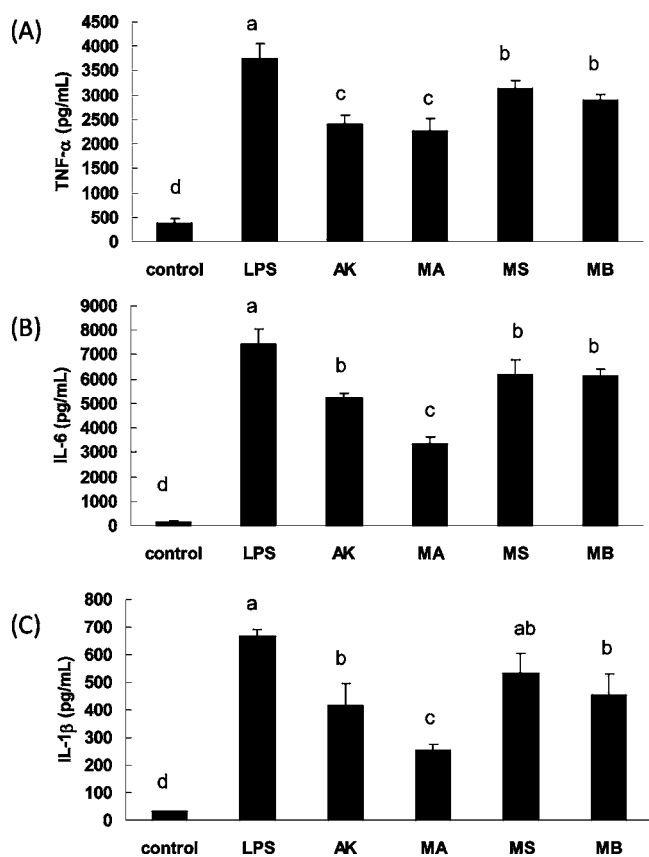 (A)
TNF-α (pg/mL)
4500
4000
3500
3000
2500
2000
1500
1000
500
0
d
a
c
c
b
b
control LPS AK MA MS MB
(B)
IL-6 (pg/mL)
9000
8000
7000
6000
5000
4000
3000
2000
1000
0
d
a
b
c
b
b
control LPS AK MA MS MB
(C)
IL-1β (pg/mL)
800
700
600
500
400
300
200
100
0
d
a
b
c
ab
b
control LPS AK MA MS MB